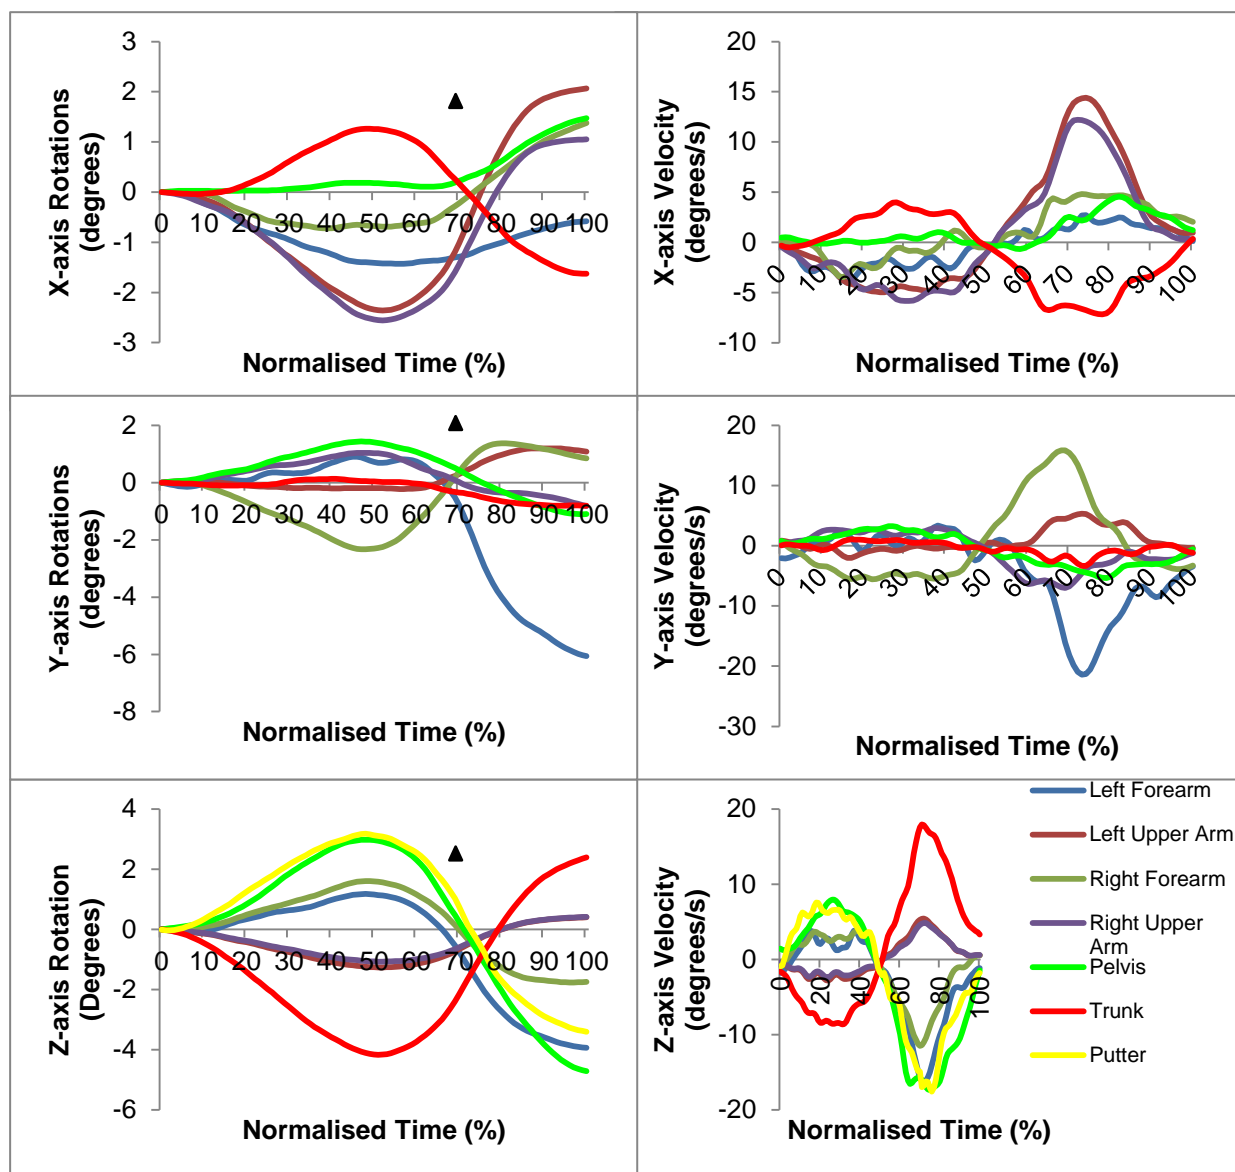 3
2
1
0
-1
-2
-3
0 10 20 30 40 50 60 70 80 90 100
X-axis Rotations
(degrees)
Normalised Time (%)
20
15
10
5
0
-5
-10
0 10 20 30 40 50 60 70 80 90 100
X-axis Velocity
(degrees/s)
Normalised Time (%)
2
0
-2
-4
-6
-8
0 10 20 30 40 50 60 70 80 90 100
Y-axis Rotations
(degrees)
Normalised Time (%)
20
10
0
-10
-20
-30
0 10 20 30 40 50 60 70 80 90 100
Y-axis Velocity
(degrees/s)
Normalised Time (%)
4
2
0
-2
-4
-6
0 10 20 30 40 50 60 70 80 90 100
Z-axis Rotation
(Degrees)
Normalised Time (%)
20
10
0
-10
-20
0 20 40 60 80 100
Z-axis Velocity
(degrees/s)
Normalised Time (%)
Left Forearm
Left Upper Arm
Right Forearm
Right Upper
Arm
Pelvis
Trunk
Putter